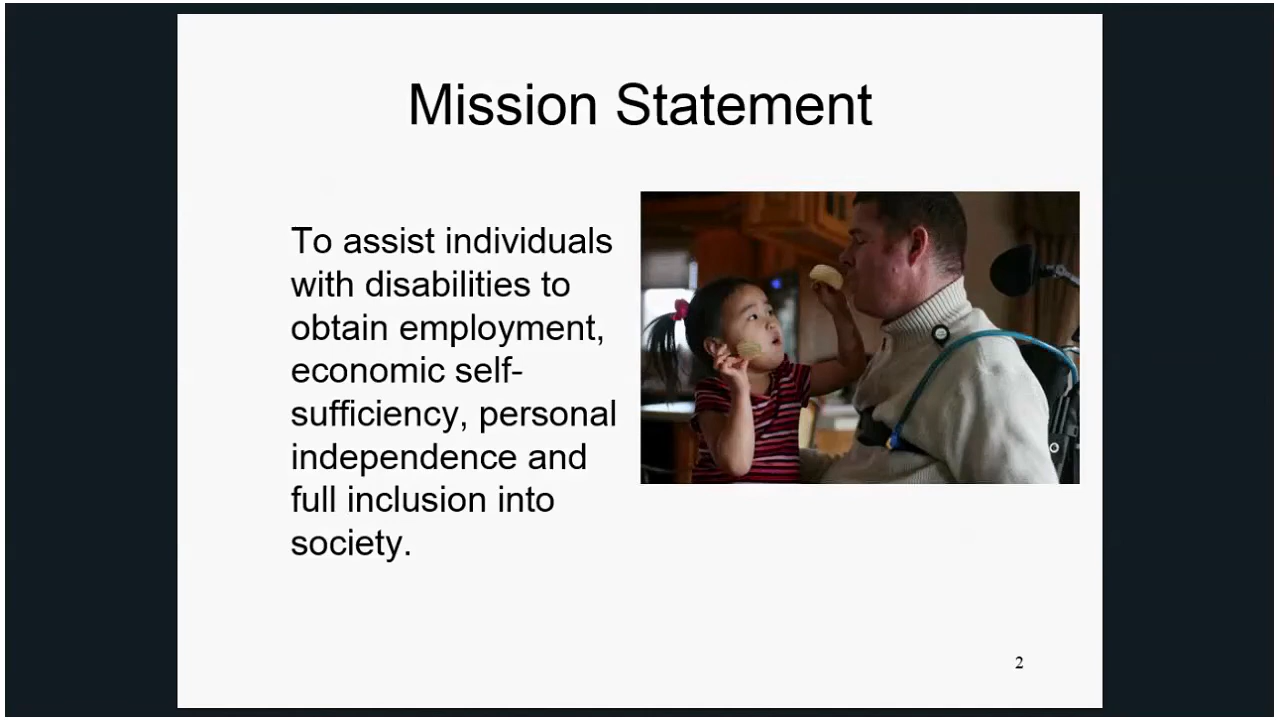 Mission Statement
To assist individuals
with disabilities to
obtain employment,
economic self-
sufficiency, personal
independence and
full inclusion into
society.
2